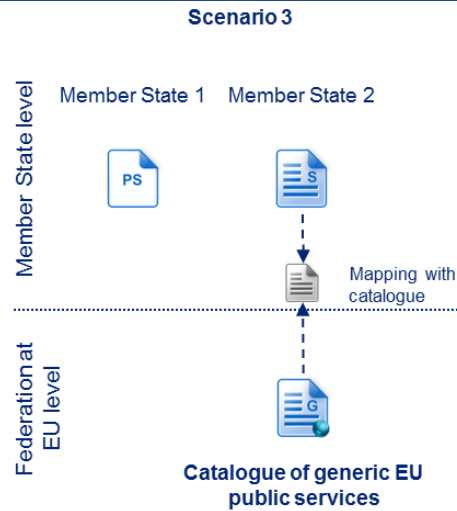 Scenario 3
Member State level
Member State 1
Member State 2
PS
S
Mapping with
catalogue
Federation at
EU level
G
Catalogue of generic EU
public services